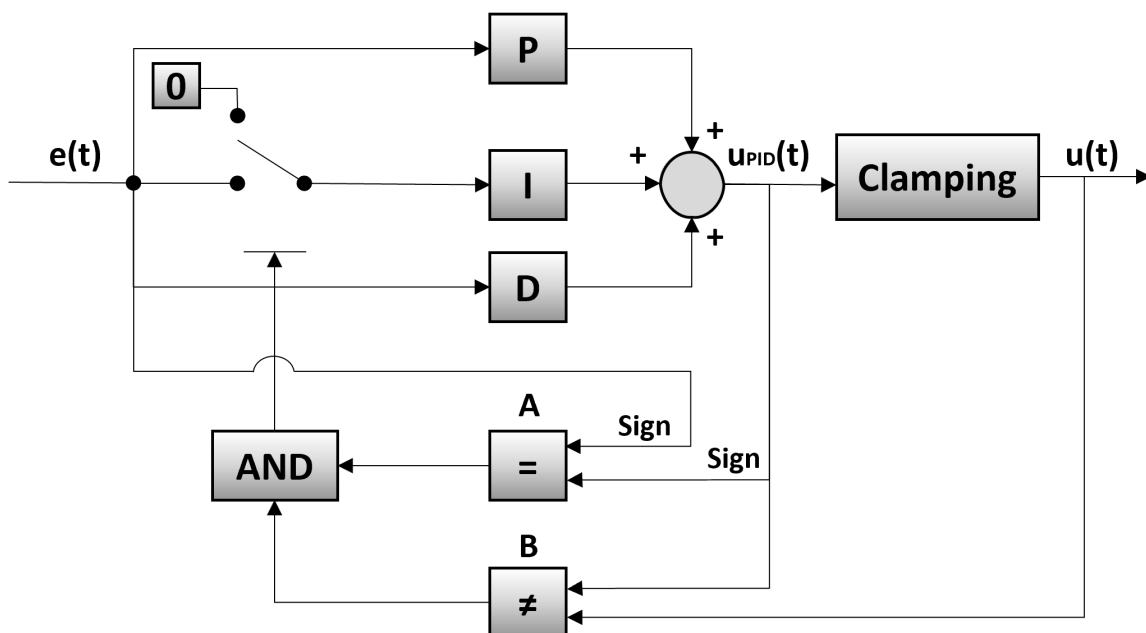 P
0
e(t)
+
+
uPID(t)
u(t)
I
Clamping
+
D
A
Sign
AND
=
Sign
B
≠